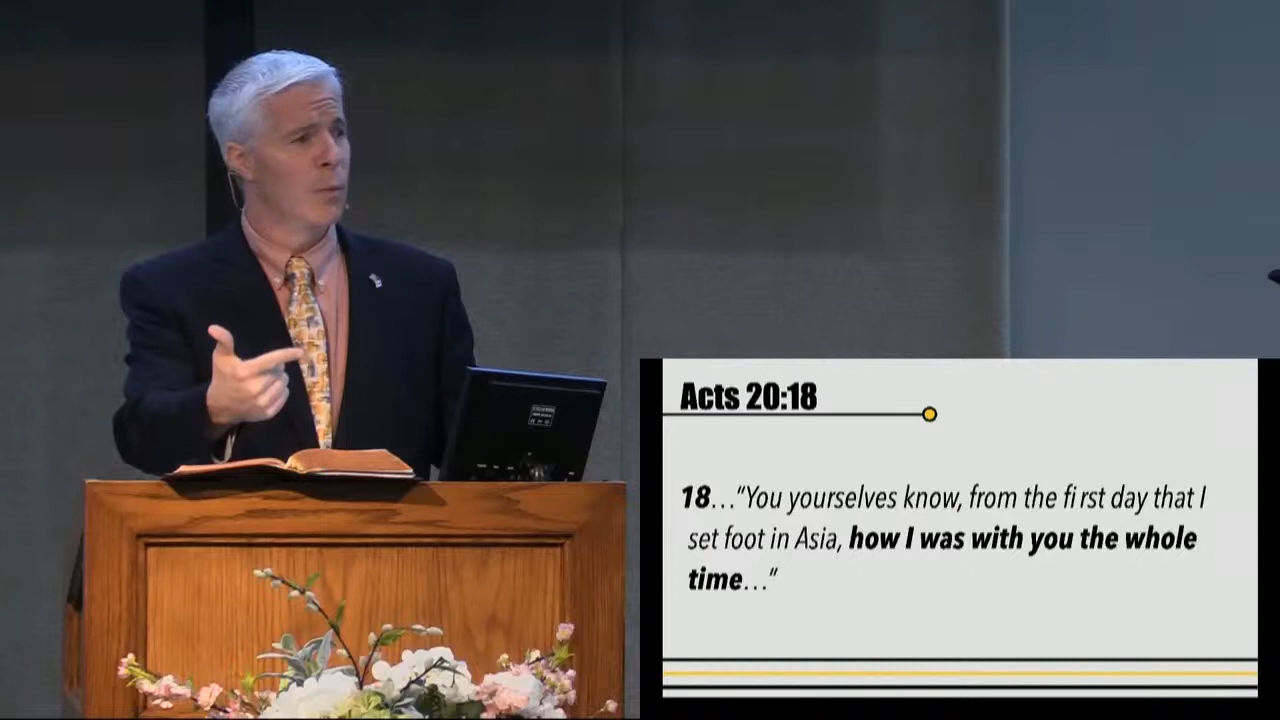 Acts 20:18
18…“You yourselves know, from the first day that I
set foot in Asia, how I was with you the whole
time…”